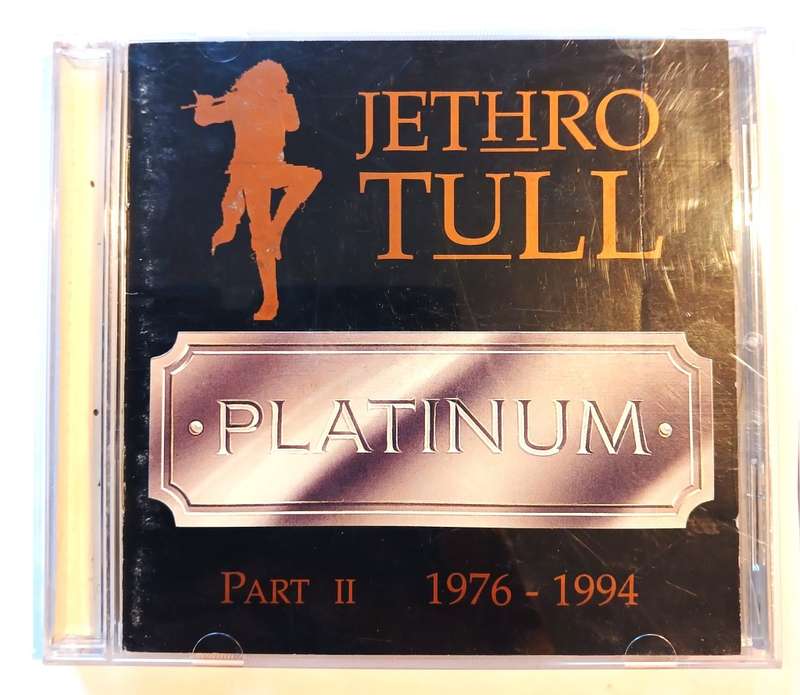 JETHRO
TULL
PLATINUM
PART II 1976 - 1994